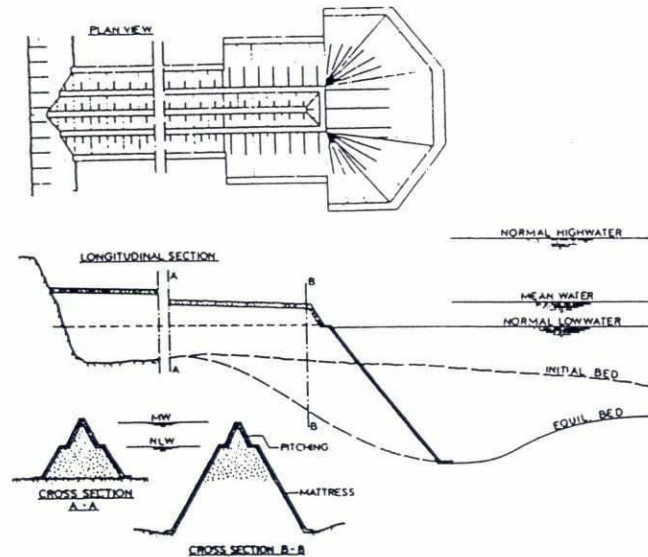 PLAN VIEW
NORMAL HIGHWATER
LONGITUDINAL SECTION
A
B
MEAN WATER
NORMAL LOWWATER
INITIAL BED
A
EQUIL. BED
B
MW
NLW
PITCHING
MATTRESS
CROSS SECTION
A-A
CROSS SECTION B-B